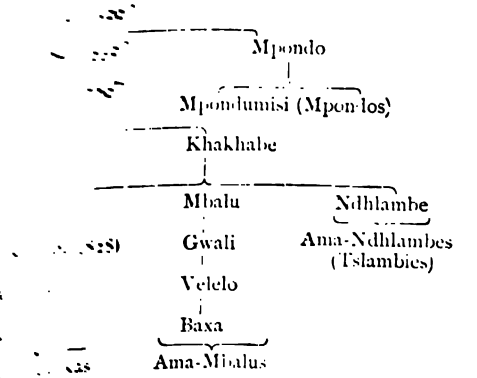 Mpondo
Mpondumisi (Mpondos)
Khakhabe
Mbalu Ndhlambe
Gwali Ama-Ndhlambes
(Tslambies)
Velelo
Baxa
Ama-Mbalus